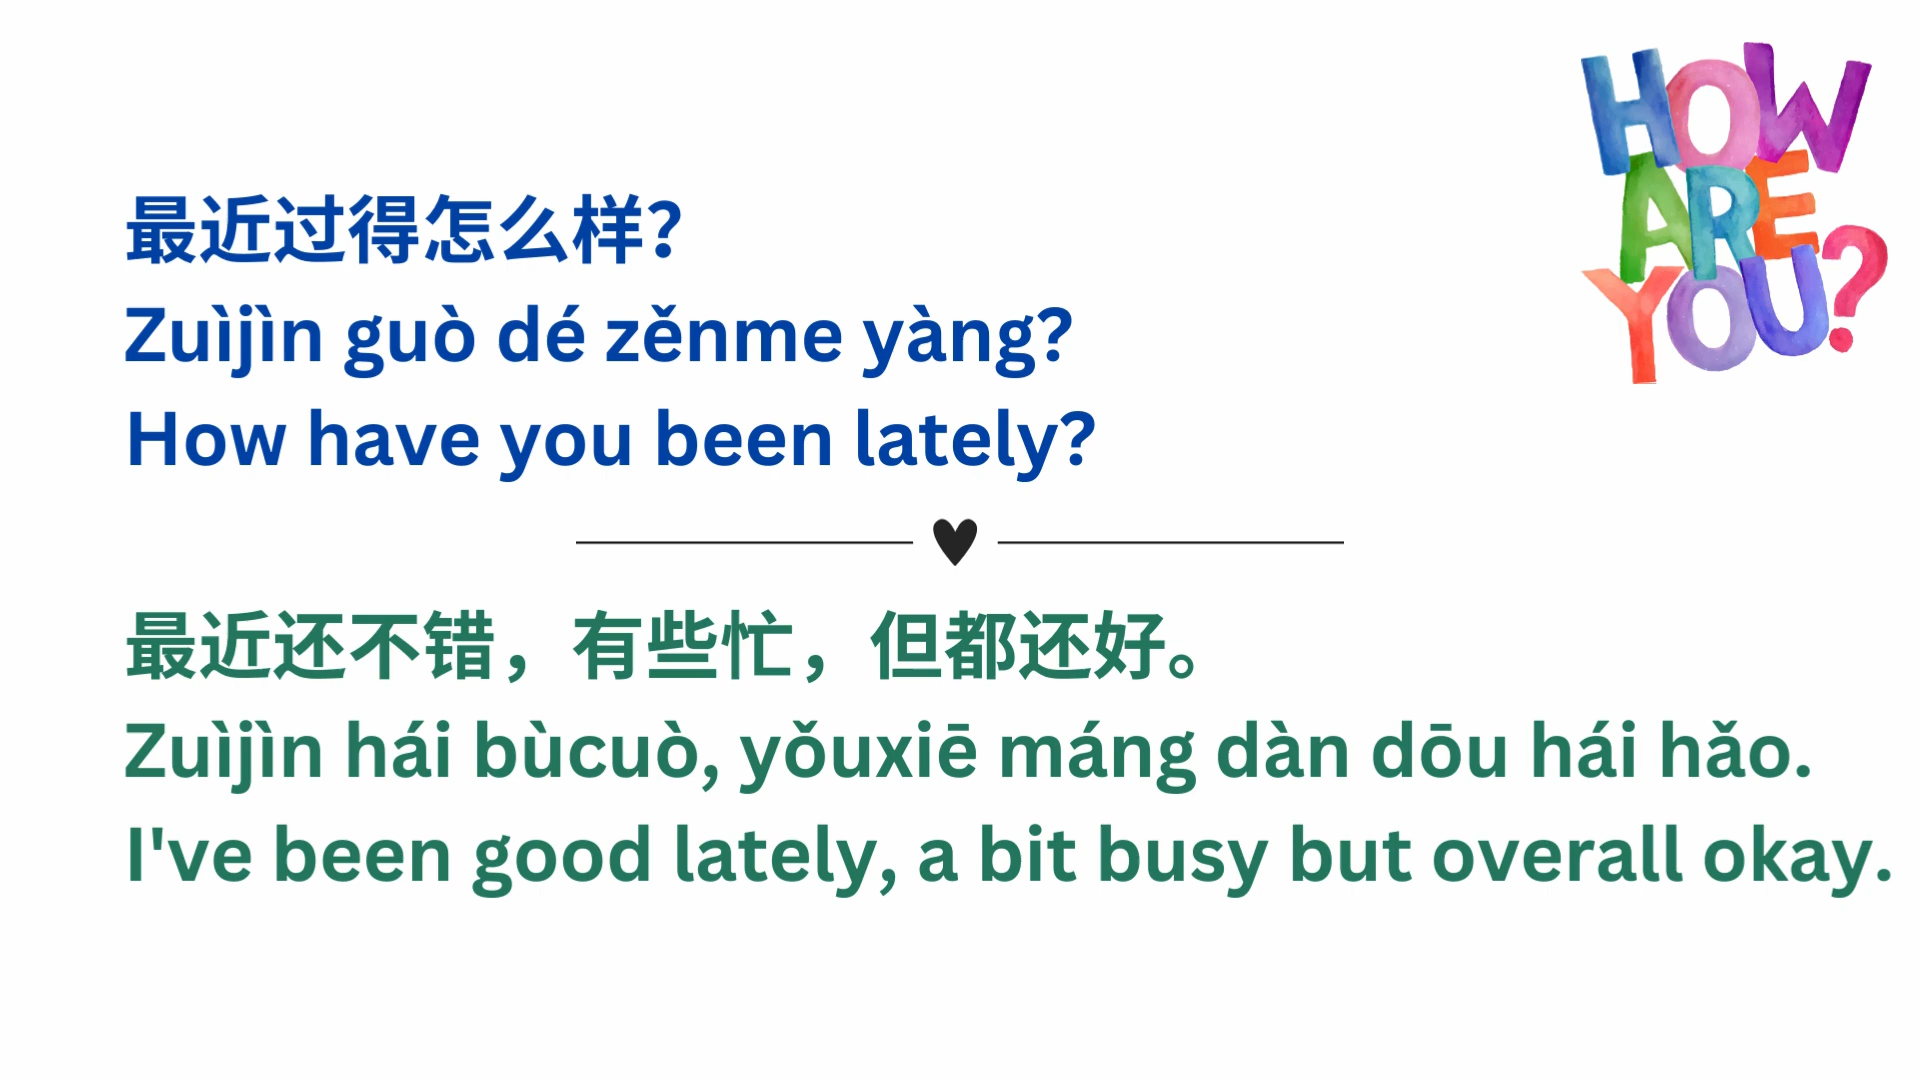 HOW
ARE
YOU?
最近过得怎么样?
Zuìjìn guò dé zěnme yàng?
How have you been lately?
最近还不错，有些忙，但都还好。
Zuìjìn hái bùcuò, yǒuxiē máng dàn dōu hái hǎo.
I've been good lately, a bit busy but overall okay.